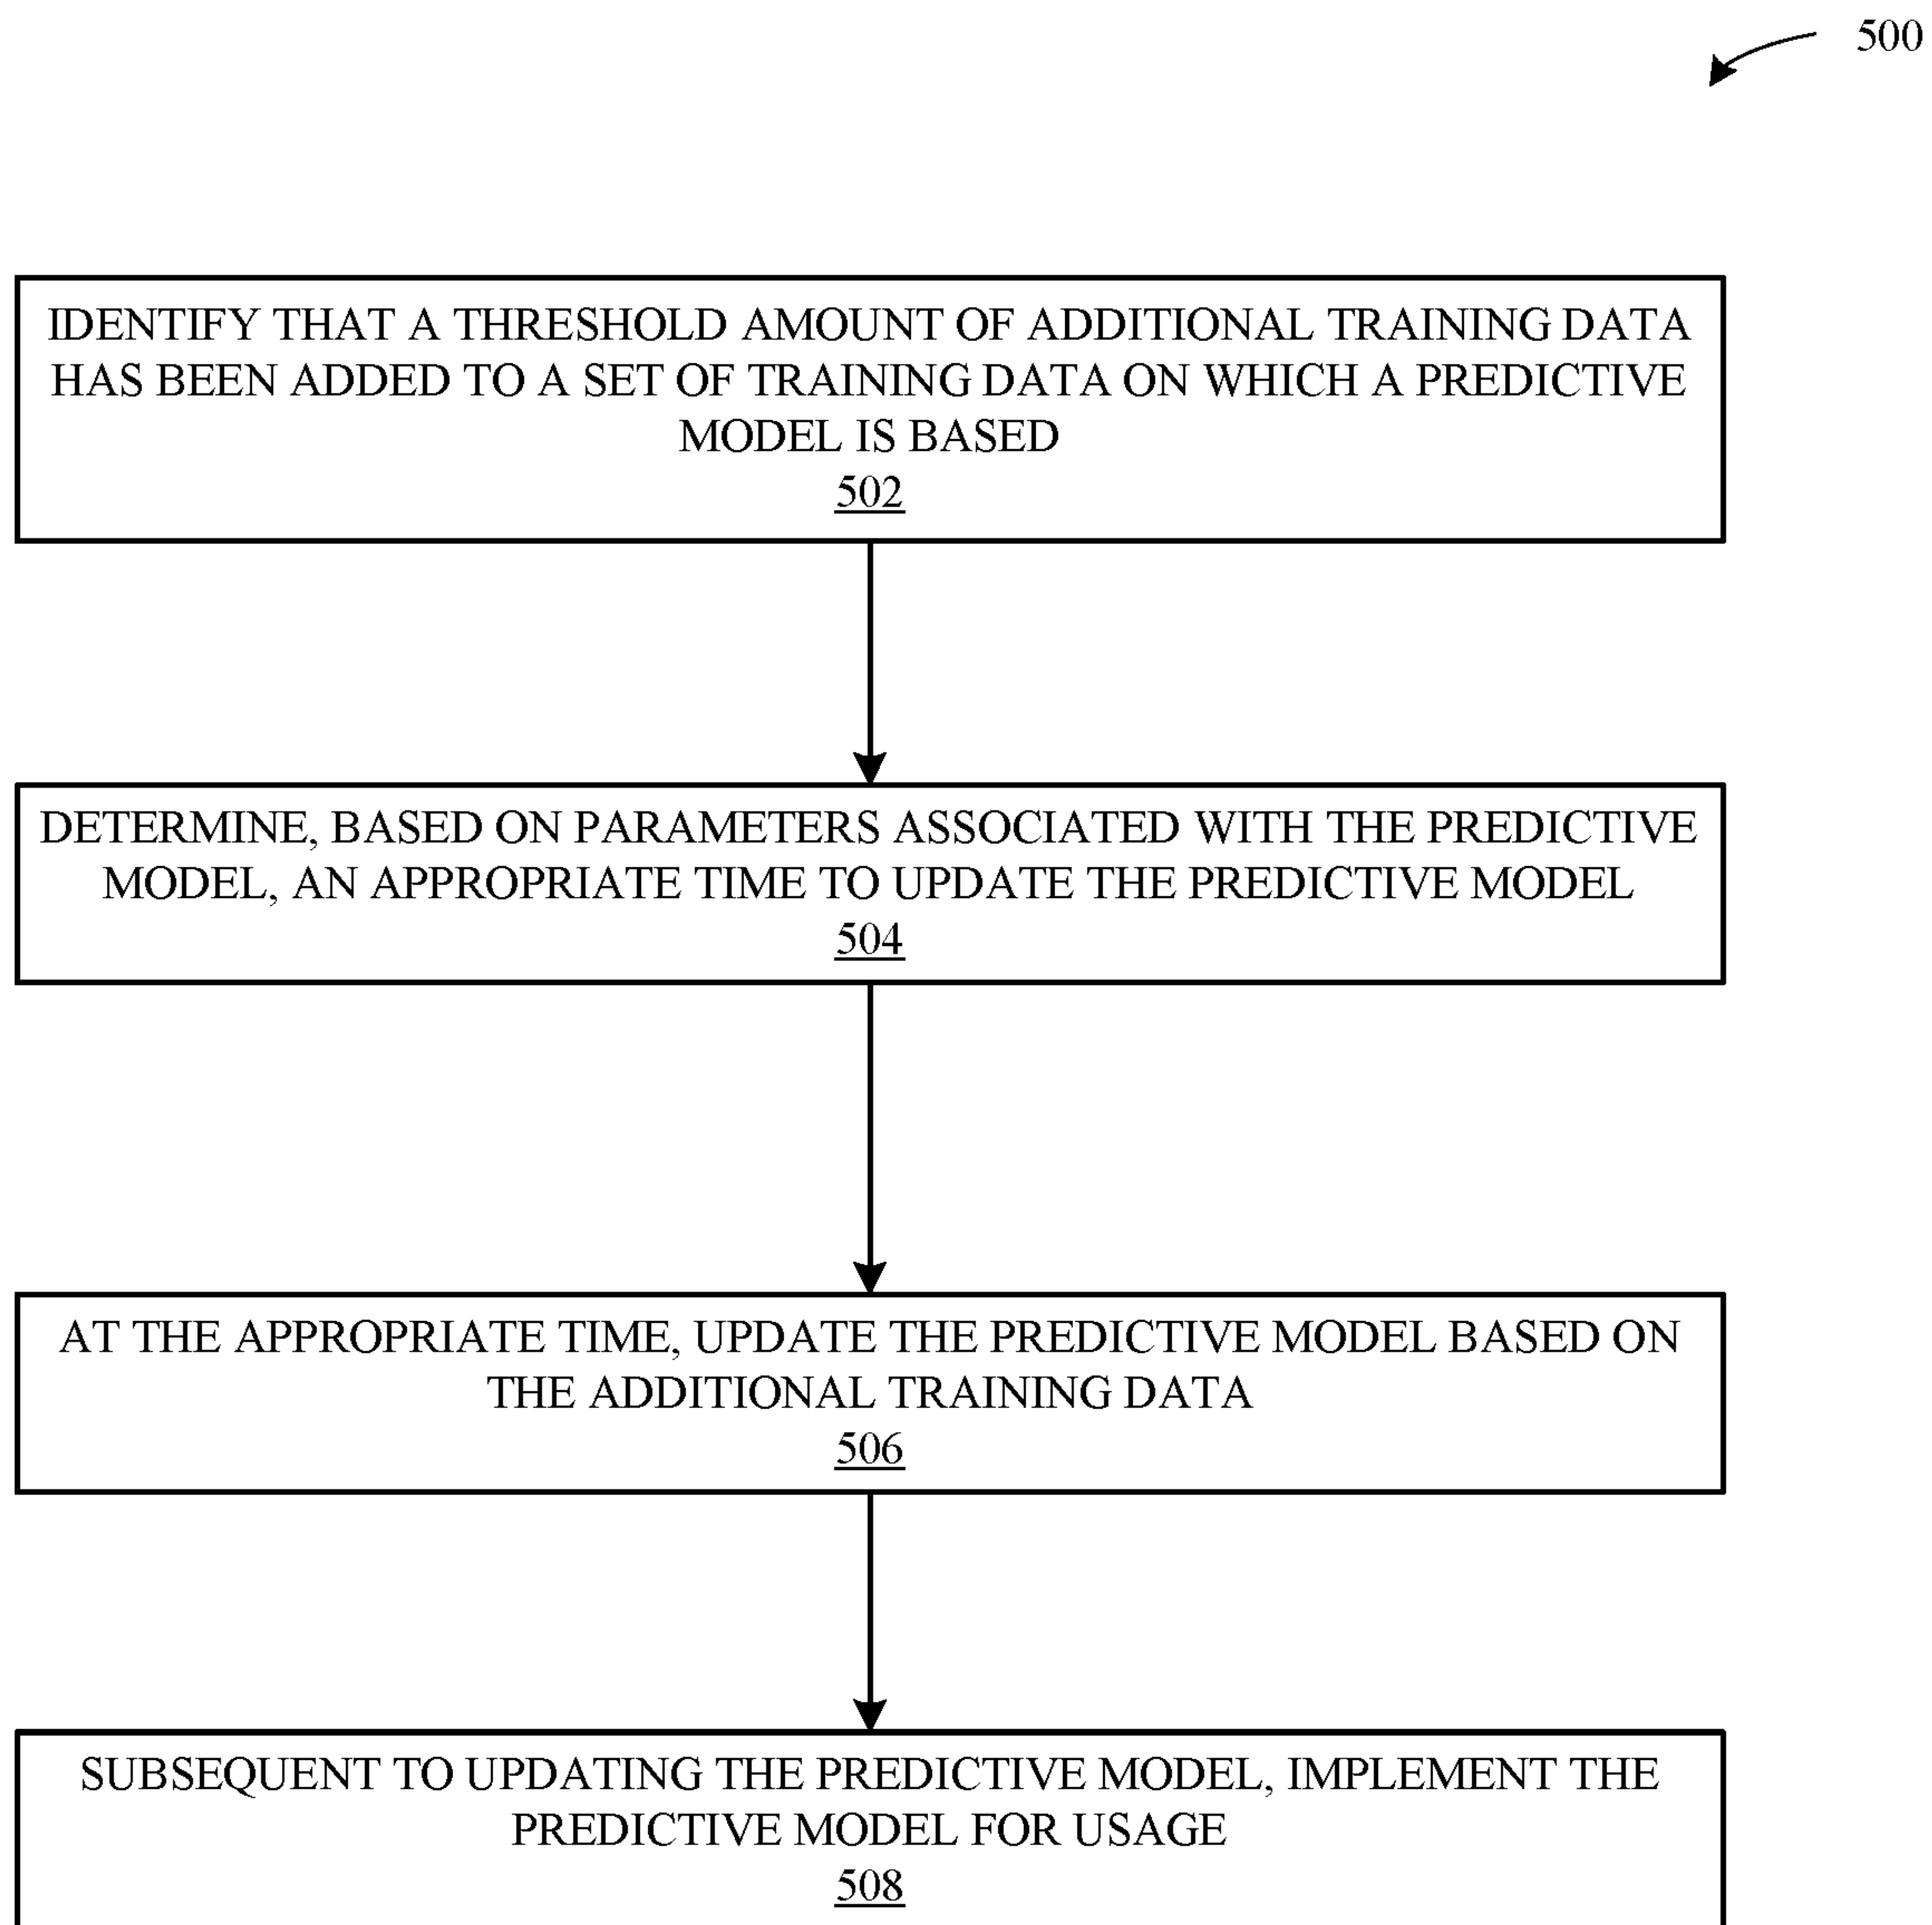 500
IDENTIFY THAT A THRESHOLD AMOUNT OF ADDITIONAL TRAINING DATA
HAS BEEN ADDED TO A SET OF TRAINING DATA ON WHICH A PREDICTIVE
MODEL IS BASED
502
DETERMINE, BASED ON PARAMETERS ASSOCIATED WITH THE PREDICTIVE
MODEL, AN APPROPRIATE TIME TO UPDATE THE PREDICTIVE MODEL
504
AT THE APPROPRIATE TIME, UPDATE THE PREDICTIVE MODEL BASED ON
THE ADDITIONAL TRAINING DATA
506
SUBSEQUENT TO UPDATING THE PREDICTIVE MODEL, IMPLEMENT THE
PREDICTIVE MODEL FOR USAGE
508